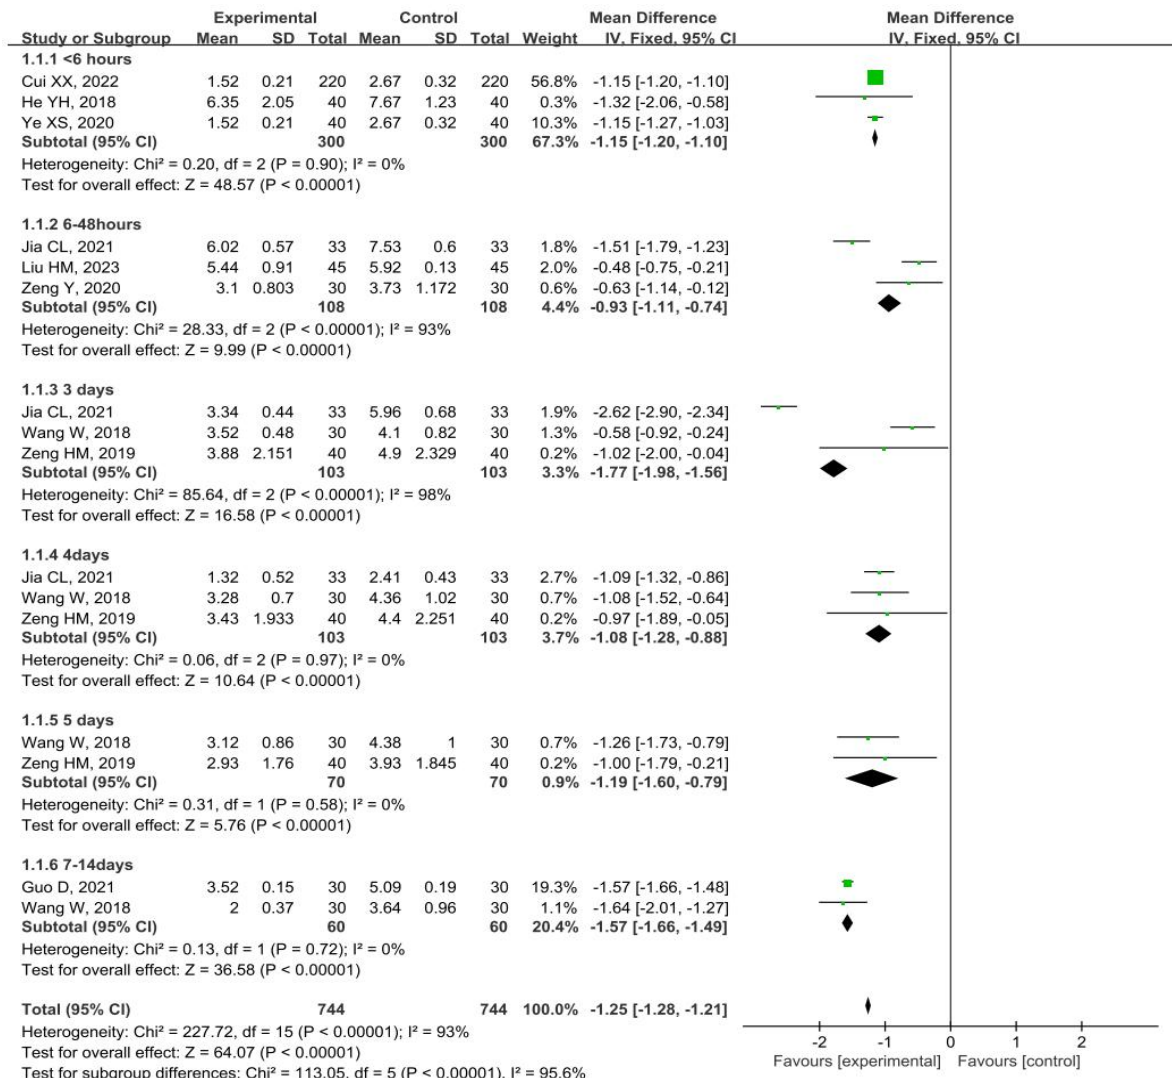 Experimental Control Mean Difference Mean Difference
Study or Subgroup Mean SD Total Mean SD Total Weight IV, Fixed, 95% CI IV, Fixed, 95% CI
1.1.1 <6 hours
Cui XX, 2022 1.52 0.21 220 2.67 0.32 220 56.8% -1.15 [-1.20, -1.10]
He YH, 2018 6.35 2.05 40 7.67 1.23 40 0.3% -1.32 [-2.06, -0.58]
Ye XS, 2020 1.52 0.21 40 2.67 0.32 40 10.3% -1.15 [-1.27, -1.03]
Subtotal (95% CI) 300 300 67.3% -1.15 [-1.20, -1.10]
Heterogeneity: Chi² = 0.20, df = 2 (P = 0.90); I² = 0%
Test for overall effect: Z = 48.57 (P < 0.00001)
1.1.2 6-48hours
Jia CL, 2021 6.02 0.57 33 7.53 0.6 33 1.8% -1.51 [-1.79, -1.23]
Liu HM, 2023 5.44 0.91 45 5.92 0.13 45 2.0% -0.48 [-0.75, -0.21]
Zeng Y, 2020 3.1 0.803 30 3.73 1.172 30 0.6% -0.63 [-1.14, -0.12]
Subtotal (95% CI) 108 108 4.4% -0.93 [-1.11, -0.74]
Heterogeneity: Chi² = 28.33, df = 2 (P < 0.00001); I² = 93%
Test for overall effect: Z = 9.99 (P < 0.00001)
1.1.3 3 days
Jia CL, 2021 3.34 0.44 33 5.96 0.68 33 1.9% -2.62 [-2.90, -2.34]
Wang W, 2018 3.52 0.48 30 4.1 0.82 30 1.3% -0.58 [-0.92, -0.24]
Zeng HM, 2019 3.88 2.151 40 4.9 2.329 40 0.2% -1.02 [-2.00, -0.04]
Subtotal (95% CI) 103 103 3.3% -1.77 [-1.98, -1.56]
Heterogeneity: Chi² = 85.64, df = 2 (P < 0.00001); I² = 98%
Test for overall effect: Z = 16.58 (P < 0.00001)
1.1.4 4days
Jia CL, 2021 1.32 0.52 33 2.41 0.43 33 2.7% -1.09 [-1.32, -0.86]
Wang W, 2018 3.28 0.7 30 4.36 1.02 30 0.7% -1.08 [-1.52, -0.64]
Zeng HM, 2019 3.43 1.933 40 4.4 2.251 40 0.2% -0.97 [-1.89, -0.05]
Subtotal (95% CI) 103 103 3.7% -1.08 [-1.28, -0.88]
Heterogeneity: Chi² = 0.06, df = 2 (P = 0.97); I² = 0%
Test for overall effect: Z = 10.64 (P < 0.00001)
1.1.5 5 days
Wang W, 2018 3.12 0.86 30 4.38 1 30 0.7% -1.26 [-1.73, -0.79]
Zeng HM, 2019 2.93 1.76 40 3.93 1.845 40 0.2% -1.00 [-1.79, -0.21]
Subtotal (95% CI) 70 70 0.9% -1.19 [-1.60, -0.79]
Heterogeneity: Chi² = 0.31, df = 1 (P = 0.58); I² = 0%
Test for overall effect: Z = 5.76 (P < 0.00001)
1.1.6 7-14days
Guo D, 2021 3.52 0.15 30 5.09 0.19 30 19.3% -1.57 [-1.66, -1.48]
Wang W, 2018 2 0.37 30 3.64 0.96 30 1.1% -1.64 [-2.01, -1.27]
Subtotal (95% CI) 60 60 20.4% -1.57 [-1.66, -1.49]
Heterogeneity: Chi² = 0.13, df = 1 (P = 0.72); I² = 0%
Test for overall effect: Z = 36.58 (P < 0.00001)
Total (95% CI) 744 744 100.0% -1.25 [-1.28, -1.21]
Heterogeneity: Chi² = 227.72, df = 15 (P < 0.00001); I² = 93%
Test for overall effect: Z = 64.07 (P < 0.00001)
Test for subgroup differences: Chi² = 113.05, df = 5 (P < 0.00001), I² = 95.6%
-2 -1 0 1 2
Favours [experimental] Favours [control]